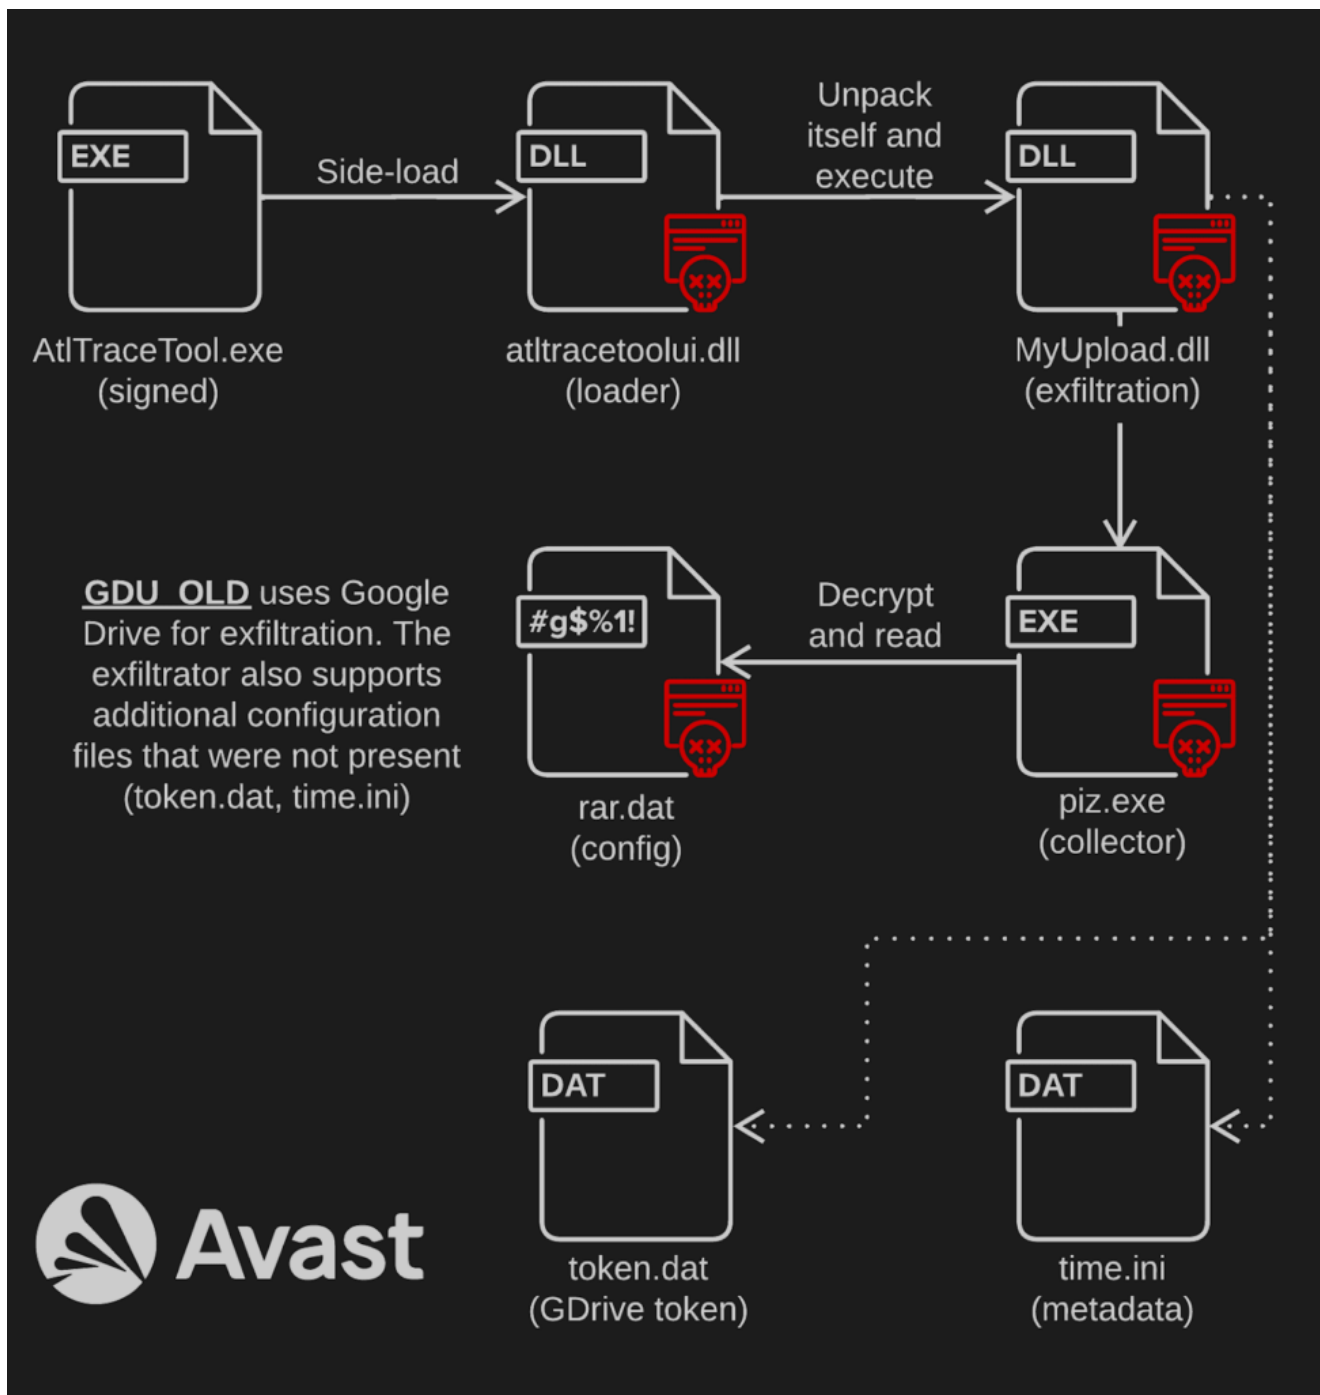 EXE
Side-load
DLL
Unpack
itself and
execute
DLL
AtlTraceTool.exe
(signed)
atltracetoolui.dll
(loader)
MyUpload.dll
(exfiltration)
GDU_OLD uses Google
Drive for exfiltration. The
exfiltrator also supports
additional configuration
files that were not present
(token.dat, time.ini)
#g$%1!
Decrypt
and read
EXE
rar.dat
(config)
piz.exe
(collector)
DAT
DAT
token.dat
(GDrive token)
time.ini
(metadata)
Avast